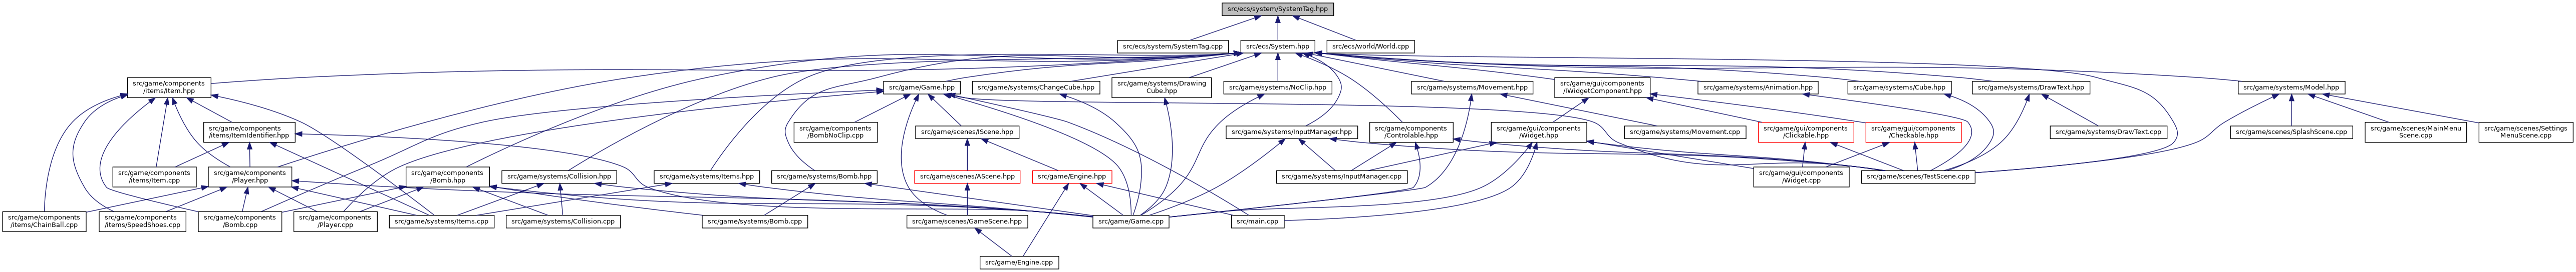 src/ecs/system/SystemTag.hpp
src/ecs/system/SystemTag.cpp
src/ecs/System.hpp
src/ecs/world/World.cpp
src/game/components
/items/Item.hpp
src/game/Game.hpp
src/game/systems/ChangeCube.hpp
src/game/systems/Drawing
Cube.hpp
src/game/systems/NoClip.hpp
src/game/systems/Movement.hpp
src/game/gui/components
/IWidgetComponent.hpp
src/game/systems/Animation.hpp
src/game/systems/Cube.hpp
src/game/systems/DrawText.hpp
src/game/systems/Model.hpp
src/game/components
/items/ItemIdentifier.hpp
src/game/components
/BombNoClip.cpp
src/game/scenes/IScene.hpp
src/game/systems/InputManager.hpp
src/game/components
/Controlable.hpp
src/game/gui/components
/Widget.hpp
src/game/systems/Movement.cpp
src/game/gui/components
/Clickable.hpp
src/game/gui/components
/Checkable.hpp
src/game/systems/DrawText.cpp
src/game/scenes/SplashScene.cpp
src/game/scenes/MainMenu
Scene.cpp
src/game/scenes/Settings
MenuScene.cpp
src/game/components
/items/Item.cpp
src/game/components
/Player.hpp
src/game/components
/Bomb.hpp
src/game/systems/Collision.hpp
src/game/systems/Items.hpp
src/game/systems/Bomb.hpp
src/game/scenes/AScene.hpp
src/game/Engine.hpp
src/game/systems/InputManager.cpp
src/game/gui/components
/Widget.cpp
src/game/scenes/TestScene.cpp
src/game/components
/items/ChainBall.cpp
src/game/components
/items/SpeedShoes.cpp
src/game/components
/Bomb.cpp
src/game/components
/Player.cpp
src/game/systems/Items.cpp
src/game/systems/Collision.cpp
src/game/systems/Bomb.cpp
src/game/scenes/GameScene.hpp
src/game/Game.cpp
src/main.cpp
src/game/Engine.cpp